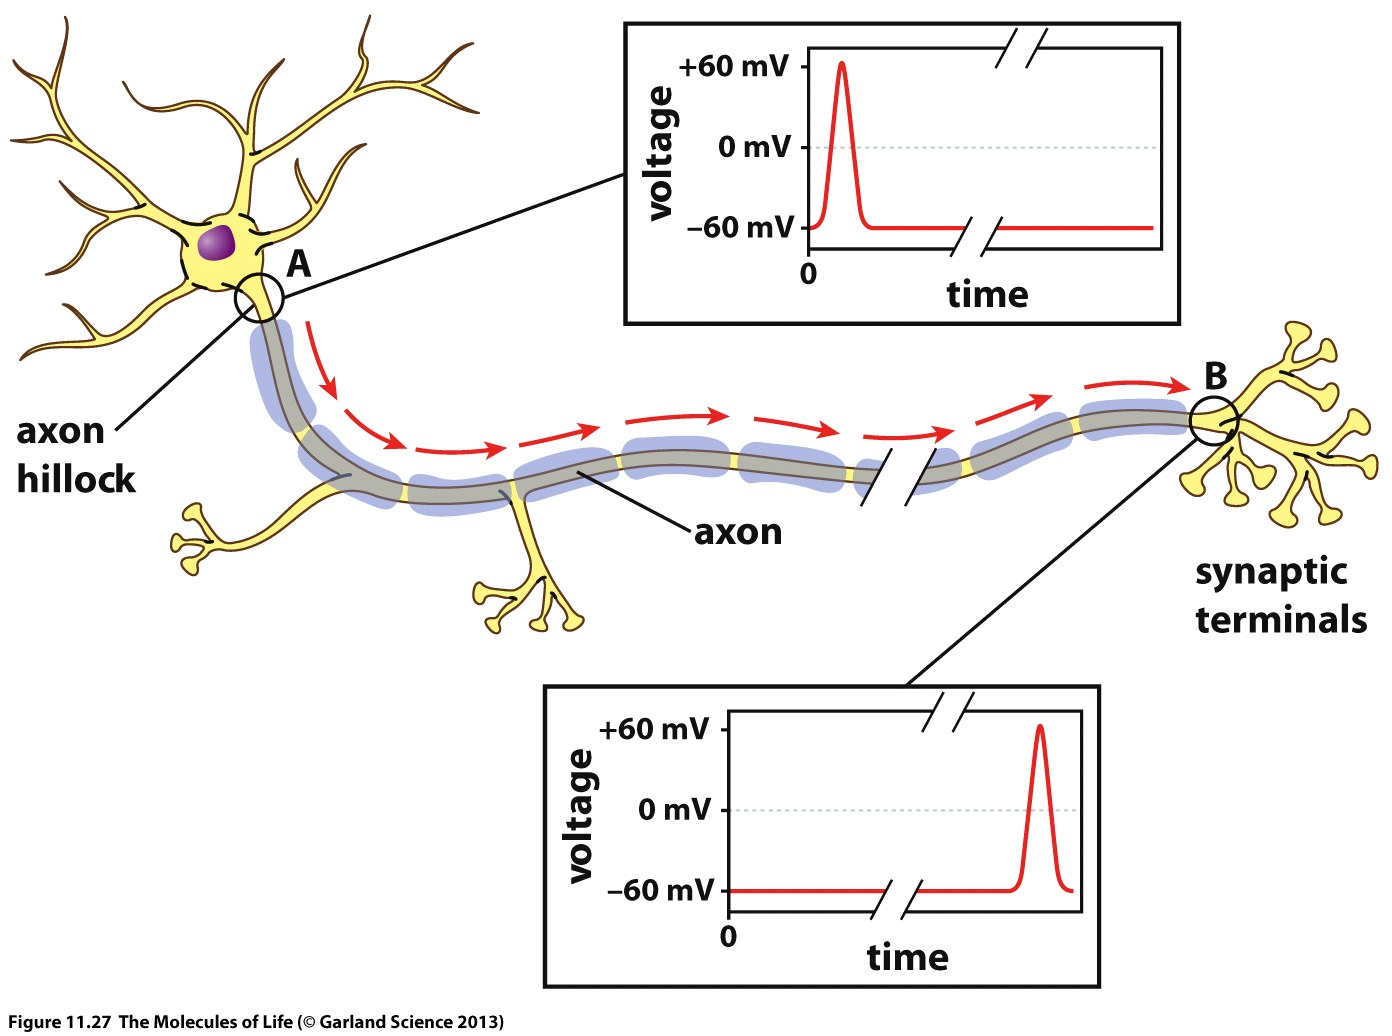 +60 mV
0 mV
–60 mV
voltage
0
time
A
axon
hillock
B
axon
synaptic
terminals
+60 mV
0 mV
–60 mV
voltage
0
time
Figure 11.27 The Molecules of Life (© Garland Science 2013)